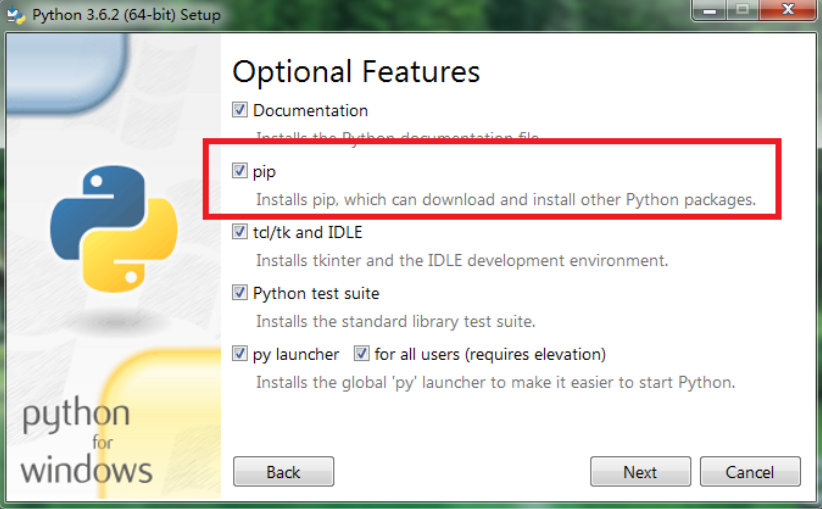 Python 3.6.2 (64-bit) Setup
Optional Features
Documentation
Installs the Python documentation file.
pip
Installs pip, which can download and install other Python packages.
tcl/tk and IDLE
Installs tkinter and the IDLE development environment.
Python test suite
Installs the standard library test suite.
py launcher for all users (requires elevation)
Installs the global 'py' launcher to make it easier to start Python.
python
for
windows
Back Next Cancel